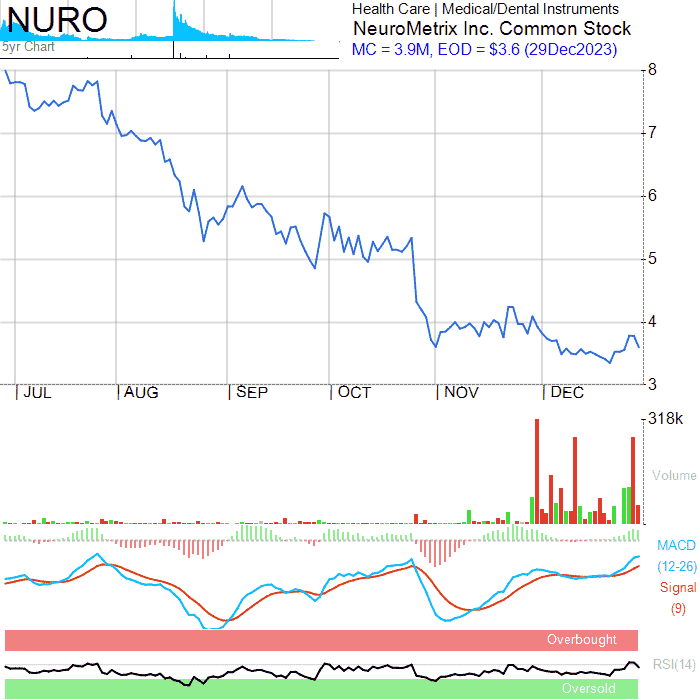 NURO
5yr Chart
Health Care | Medical/Dental Instruments
NeuroMetrix Inc. Common Stock
MC = 3.9M, EOD = $3.6 (29Dec2023)
8
7
6
5
4
3
JUL AUG SEP OCT NOV DEC
318k
Volume
MACD
(12-26)
Signal
(9)
Overbought
RSI(14)
Oversold